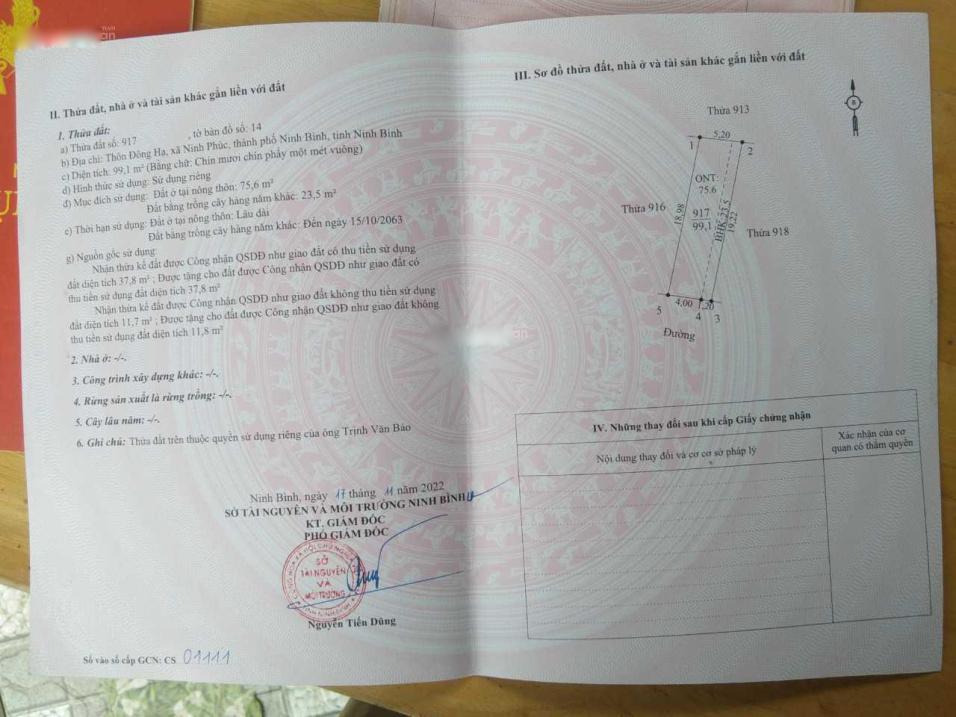 II. Thửa đất, nhà ở và tài sản khác gắn liền với đất
1. Thửa đất:
a) Thửa đất số: 917 , tờ bản đồ số: 14
b) Địa chỉ: Thôn Đông Hạ, xã Ninh Phúc, thành phố Ninh Bình, tỉnh Ninh Bình
c) Diện tích: 99,1 m² (Bằng chữ: Chín mươi chín phẩy một mét vuông)
d) Hình thức sử dụng: Sử dụng riêng
đ) Mục đích sử dụng: Đất ở tại nông thôn: 75,6 m²
Đất bằng trồng cây hàng năm khác: 23,5 m²
e) Thời hạn sử dụng: Đất ở tại nông thôn: Lâu dài
Đất bằng trồng cây hàng năm khác: Đến ngày 15/10/2063
g) Nguồn gốc sử dụng:
Nhận thừa kế đất được Công nhận QSDĐ như giao đất có thu tiền sử dụng
đất diện tích 37,8 m² ; Được tặng cho đất được Công nhận QSDĐ như giao đất có
thu tiền sử dụng đất diện tích 37,8 m²
Nhận thừa kế đất được Công nhận QSDĐ như giao đất không thu tiền sử dụng
đất diện tích 11,7 m² ; Được tặng cho đất được Công nhận QSDĐ như giao đất không
thu tiền sử dụng đất diện tích 11,8 m²
2. Nhà ở: -/-.
3. Công trình xây dựng khác: -/-.
4. Rừng sản xuất là rừng trồng: -/-.
5. Cây lâu năm: -/-.
6. Ghi chú: Thửa đất trên thuộc quyền sử dụng riêng của ông Trịnh Văn Bảo
Ninh Bình, ngày 17 tháng 11 năm 2022
SỞ TÀI NGUYÊN VÀ MÔI TRƯỜNG NINH BÌNH
KT. GIÁM ĐỐC
PHÓ GIÁM ĐỐC
SỞ
TÀI NGUYÊN
VÀ
MÔI TRƯỜNG
Nguyễn Tiến Dũng
Số vào sổ cấp GCN: CS 01111
III. Sơ đồ thửa đất, nhà ở và tài sản khác gắn liền với đất
B
Thửa 913
5,20
1
2
ONT:
75.6
Thửa 916
18,98
917
99,1
BHK: 23,5
19,22
Thửa 918
4,00
1,20
5
4
3
Đường
IV. Những thay đổi sau khi cấp Giấy chứng nhận
Nội dung thay đổi và cơ cơ sở pháp lý
Xác nhận của cơ
quan có thẩm quyền